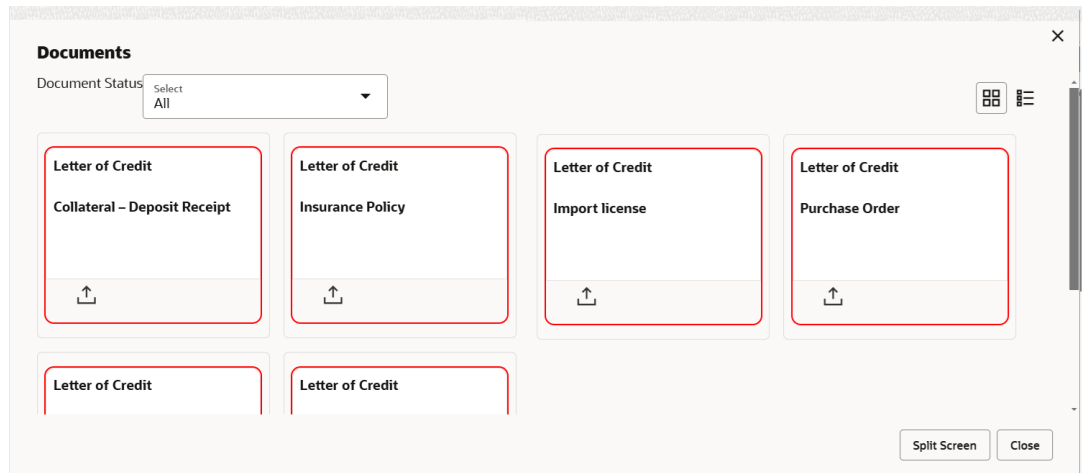 Documents
Document Status
Select
All
Letter of Credit
Collateral – Deposit Receipt
Letter of Credit
Insurance Policy
Letter of Credit
Import license
Letter of Credit
Purchase Order
Letter of Credit
Letter of Credit
Split Screen
Close